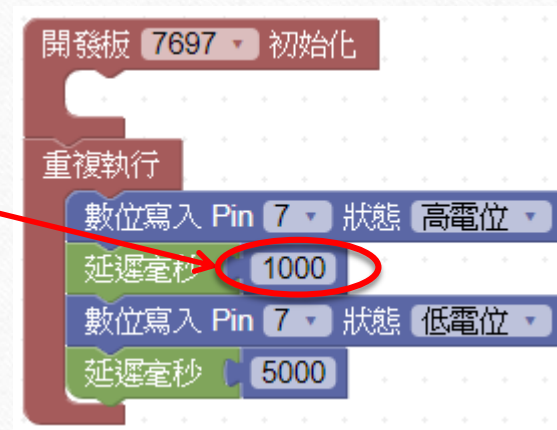 開發板 7697 初始化
重複執行
數位寫入 Pin 7 狀態 高電位
延遲毫秒 1000
數位寫入 Pin 7 狀態 低電位
延遲毫秒 5000